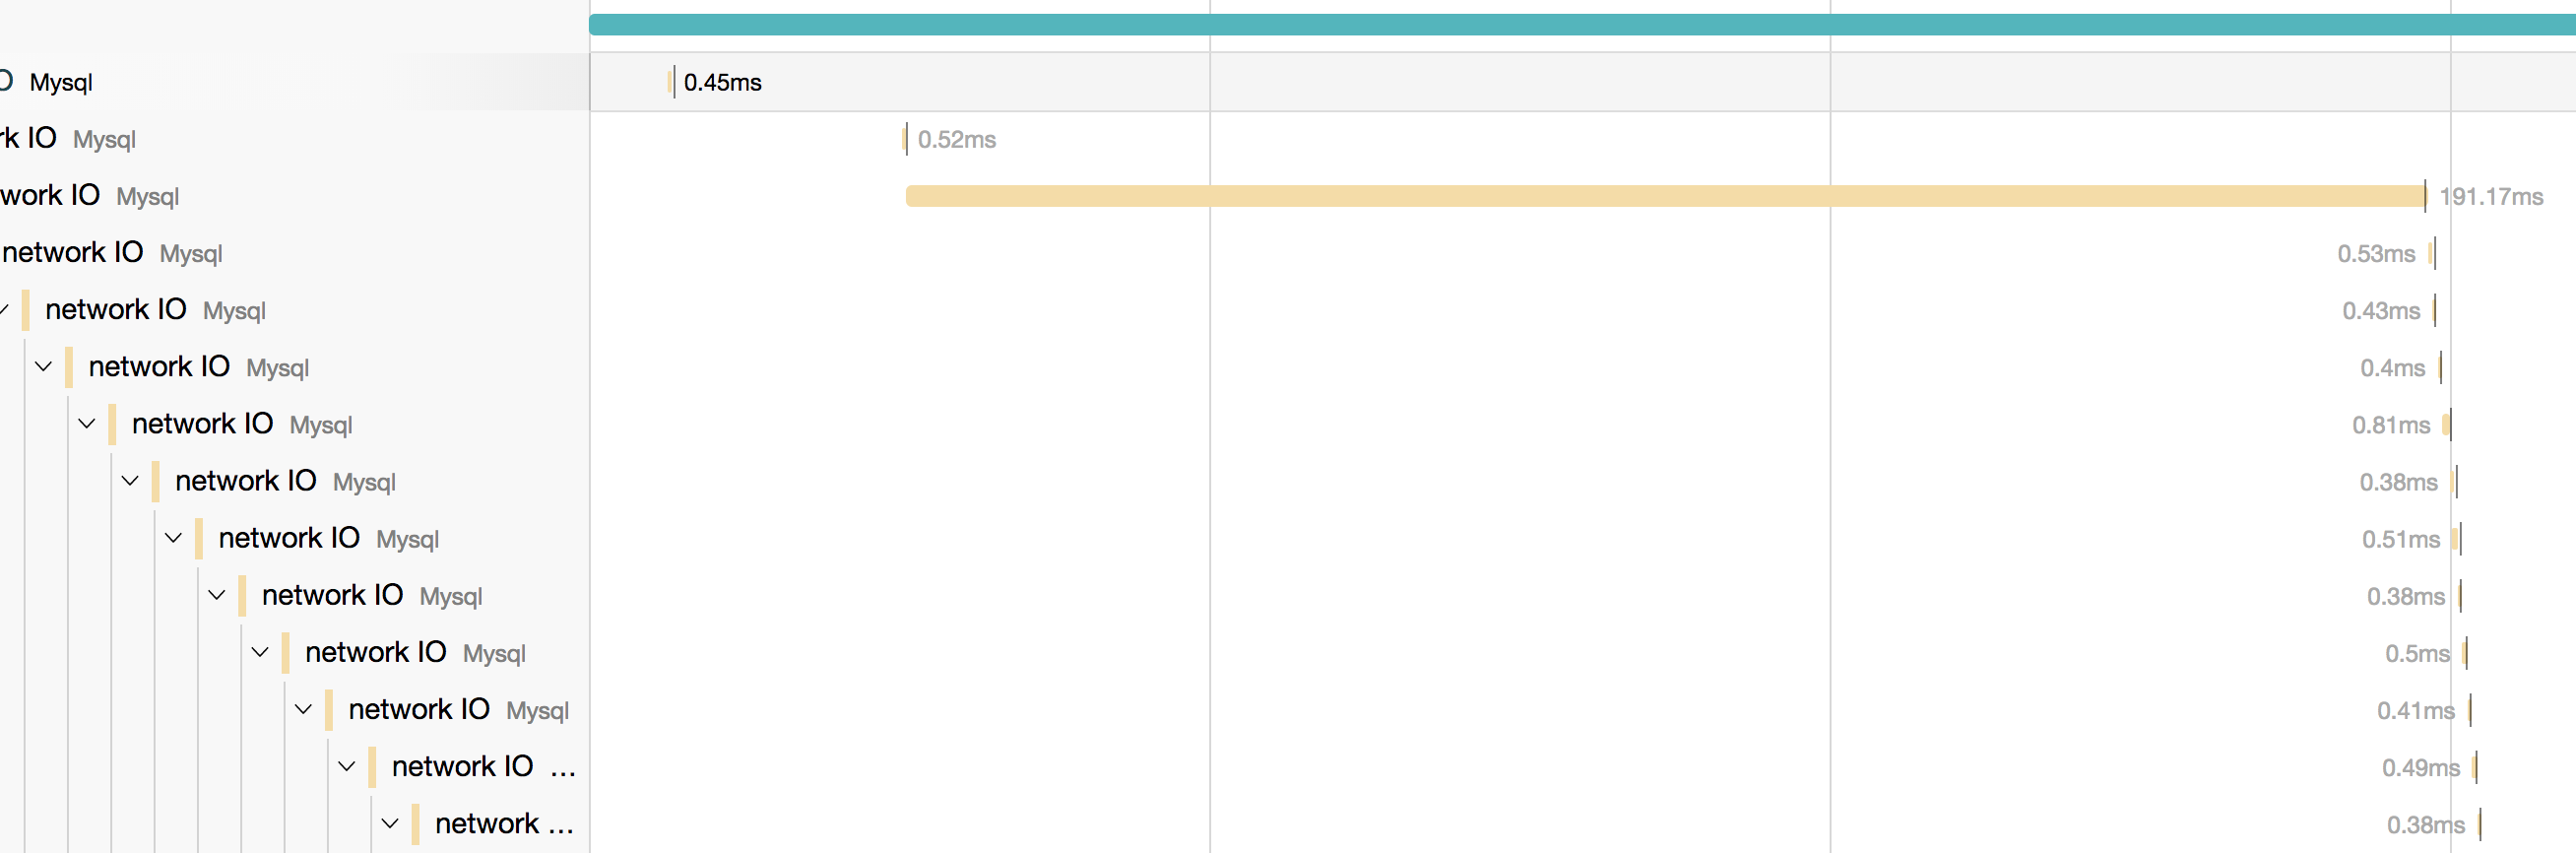 O Mysql 0.45ms
rk IO Mysql 0.52ms
work IO Mysql 191.17ms
network IO Mysql 0.53ms
network IO Mysql 0.43ms
network IO Mysql 0.4ms
network IO Mysql 0.81ms
network IO Mysql 0.38ms
network IO Mysql 0.51ms
network IO Mysql 0.38ms
network IO Mysql 0.5ms
network IO Mysql 0.41ms
network IO ... 0.49ms
network ... 0.38ms